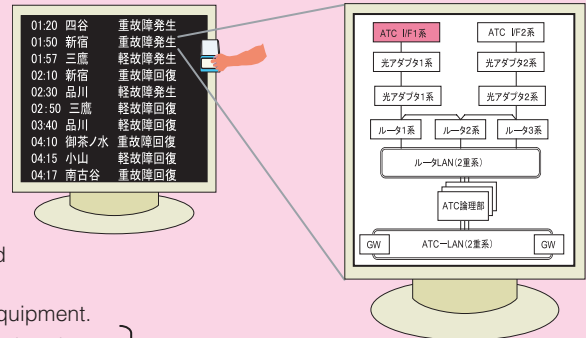 01:20 四谷 重故障発生
01:50 新宿 重故障発生
01:57 三鷹 軽故障発生
02:10 新宿 重故障回復
02:30 品川 軽故障発生
02:50 三鷹 軽故障回復
03:40 品川 軽故障回復
04:10 御茶ノ水 重故障回復
04:15 小山 軽故障回復
04:17 南古谷 重故障回復
ATC I/F1系 ATC I/F2系
光アダプタ1系 光アダプタ2系
光アダプタ1系 光アダプタ2系
ルータ1系 ルータ2系 ルータ3系
ルータLAN(2重系)
ATC論理部
GW ATCーLAN(2重系) GW
quipment.